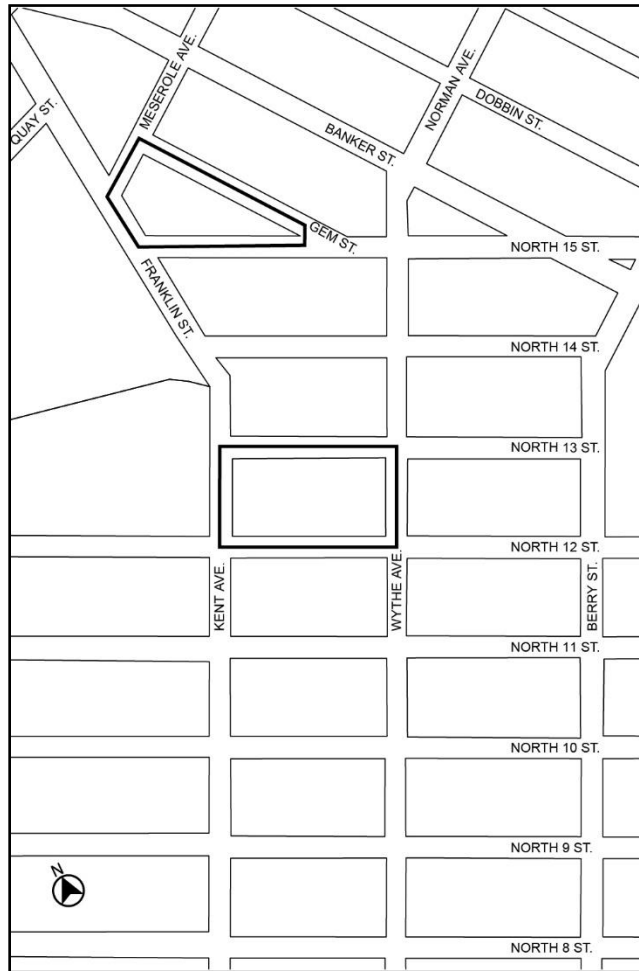 MESEROLE AVE.
NORMAN AVE.
QUAY ST.
DOBBIN ST.
BANKER ST.
GEM ST.
NORTH 15 ST.
FRANKLIN ST.
NORTH 14 ST.
NORTH 13 ST.
NORTH 12 ST.
KENT AVE.
WYTHE AVE.
BERRY ST.
NORTH 11 ST.
NORTH 10 ST.
NORTH 9 ST.
N
NORTH 8 ST.